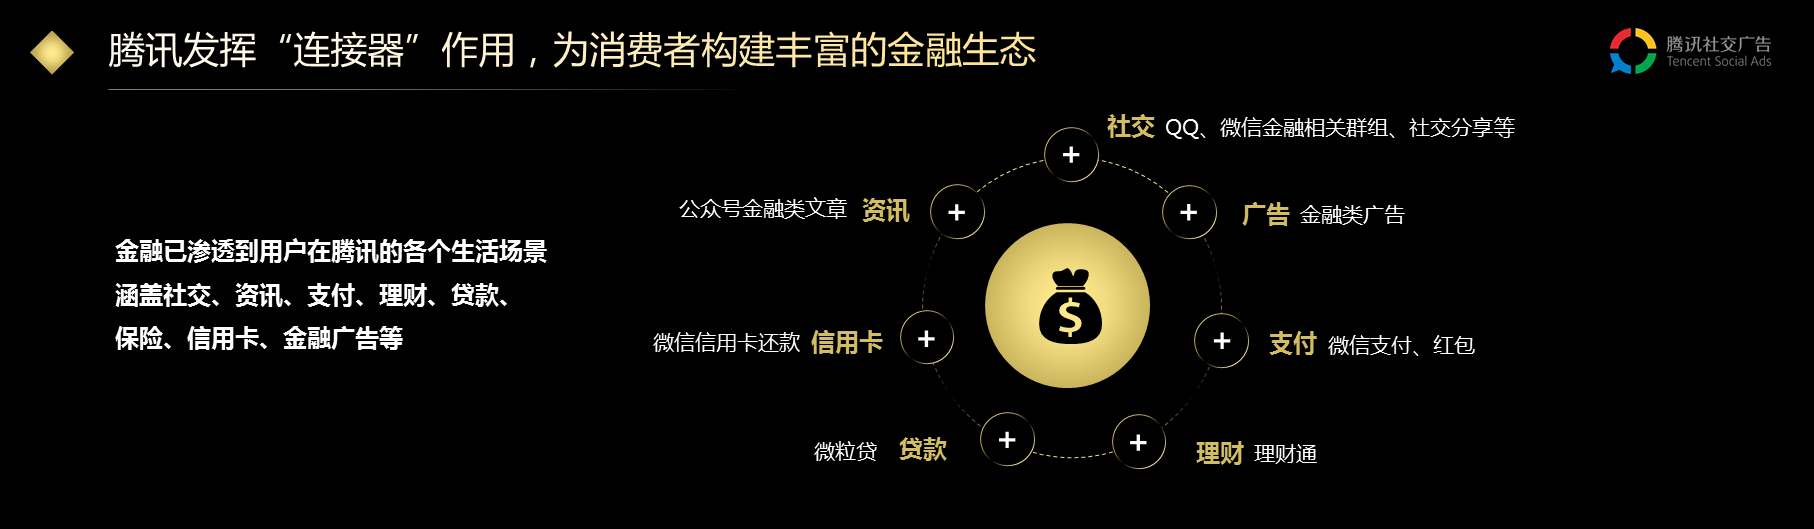 腾讯发挥“连接器”作用，为消费者构建丰富的金融生态
腾讯社交广告
Tencent Social Ads
金融已渗透到用户在腾讯的各个生活场景
涵盖社交、资讯、支付、理财、贷款、
保险、信用卡、金融广告等
社交 QQ、微信金融相关群组、社交分享等
公众号金融类文章 资讯
广告 金融类广告
微信信用卡还款 信用卡
支付 微信支付、红包
微粒贷 贷款
理财 理财通
$